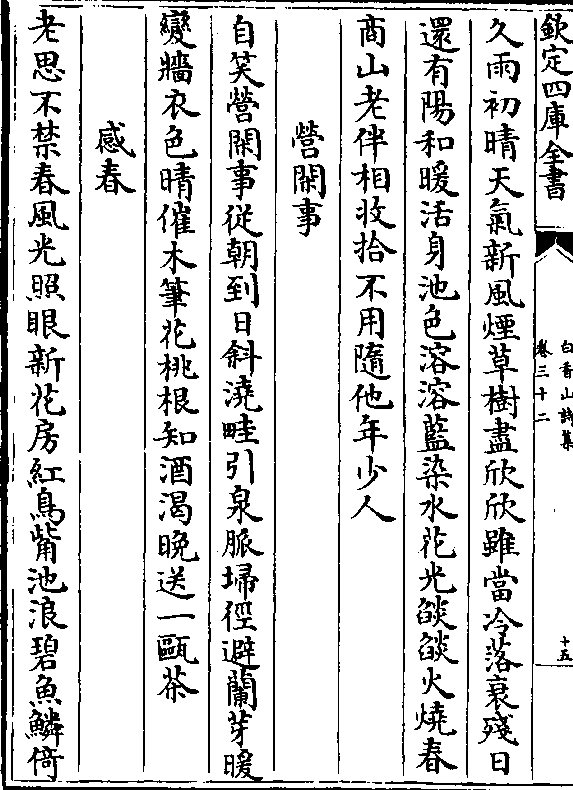 欽定四庫全書
白香山詩集
卷三十二
十五
久雨初晴天氣新風煙草樹盡欣欣雖當冷落衰殘日
還有陽和暖活身池色溶溶藍染水花光燄燄火燒春
商山老伴相收拾不用隨他年少人
營閑事
自笑營閑事從朝到日斜澆畦引泉脈埽徑避蘭芽暖
變牆衣色晴催木筆花桃根知酒渴晚送一甌茶
感春
老思不禁春風光照眼新花房紅鳥觜池浪碧魚鱗倚